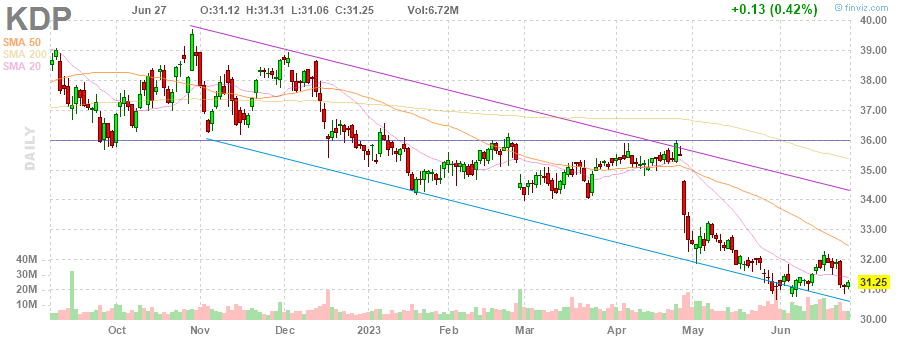 KDP Jun 27 O:31.12 H:31.31 L:31.06 C:31.25 Vol:6.72M +0.13 (0.42%) © finviz.com
SMA 50
SMA 200
SMA 20
DAILY
40.00
39.00
38.00
37.00
36.00
35.00
34.00
33.00
32.00
31.25
31.00
30.00
40M
30M
20M
10M
Oct Nov Dec 2023 Feb Mar Apr May Jun